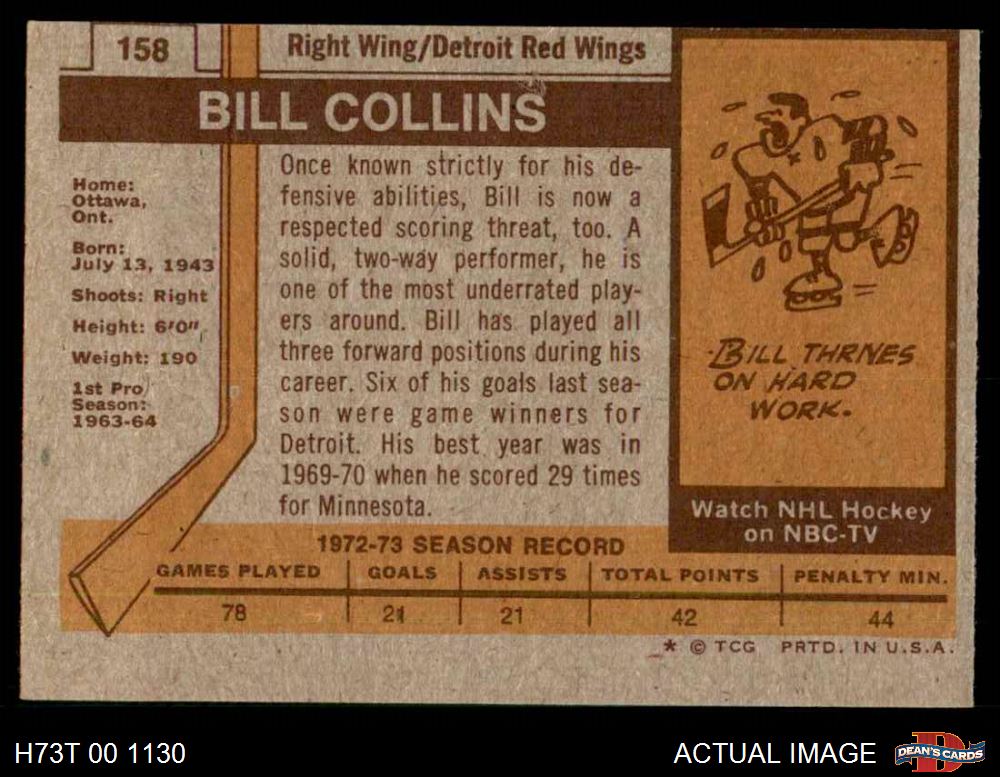 158
Right Wing/Detroit Red Wings
BILL COLLINS
Home:
Ottawa,
Ont.
Born:
July 13, 1943
Shoots: Right
Height: 6'0"
Weight: 190
1st Pro
Season:
1963-64
Once known strictly for his de-
fensive abilities, Bill is now a
respected scoring threat, too. A
solid, two-way performer, he is
one of the most underrated play-
ers around. Bill has played all
three forward positions during his
career. Six of his goals last sea-
son were game winners for
Detroit. His best year was in
1969-70 when he scored 29 times
for Minnesota.
BILL THRIVES
ON HARD
WORK.
Watch NHL Hockey
on NBC-TV
1972-73 SEASON RECORD
GAMES PLAYED GOALS ASSISTS TOTAL POINTS PENALTY MIN.
78 21 21 42 44
* © TCG PRTD. IN U.S.A.
H73T 00 1130
ACTUAL IMAGE
DEAN'S CARDS